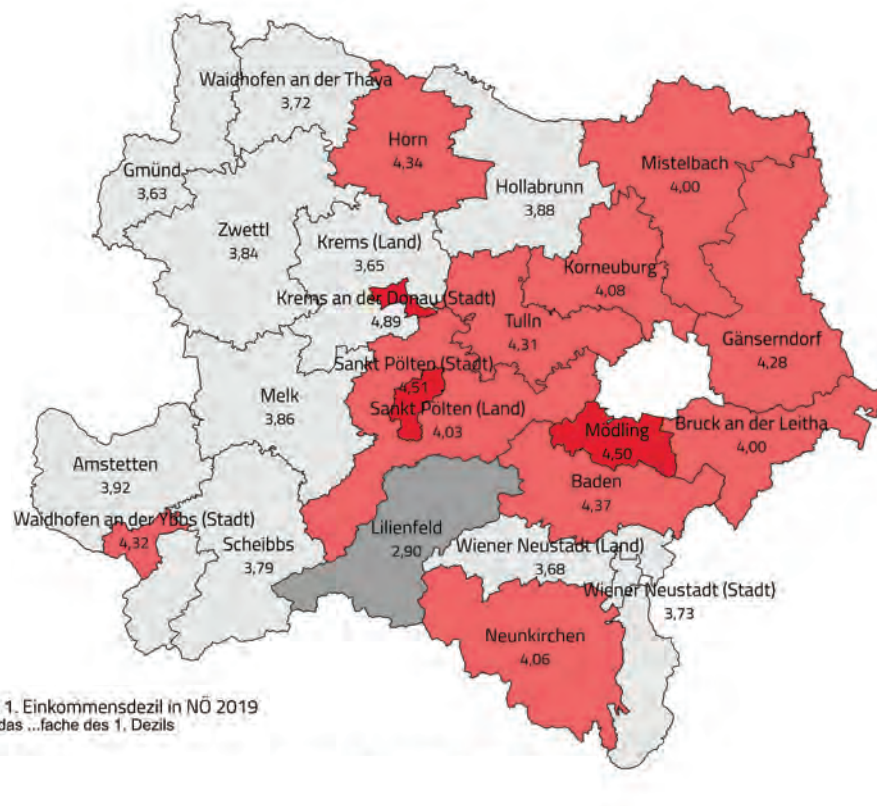 Waidhofen an der Thaya
3,72
Horn
4,34
Mistelbach
4,00
Gmünd
3,63
Hollabrunn
3,88
Zwettl
3,84
Krems (Land)
3,65
Korneuburg
4,08
Krems an der Donau (Stadt)
4,89
Tulln
4,31
Gänserndorf
4,28
Sankt Pölten (Stadt)
4,51
Melk
3,86
Sankt Pölten (Land)
4,03
Mödling
4,50
Bruck an der Leitha
4,00
Amstetten
3,92
Baden
4,37
Waidhofen an der Ybbs (Stadt)
4,32
Lilienfeld
2,90
Scheibbs
3,79
Wiener Neustadt (Land)
3,68
Wiener Neustadt (Stadt)
3,73
Neunkirchen
4,06
1. Einkommensdezil in NÖ 2019
das ...fache des 1. Dezils